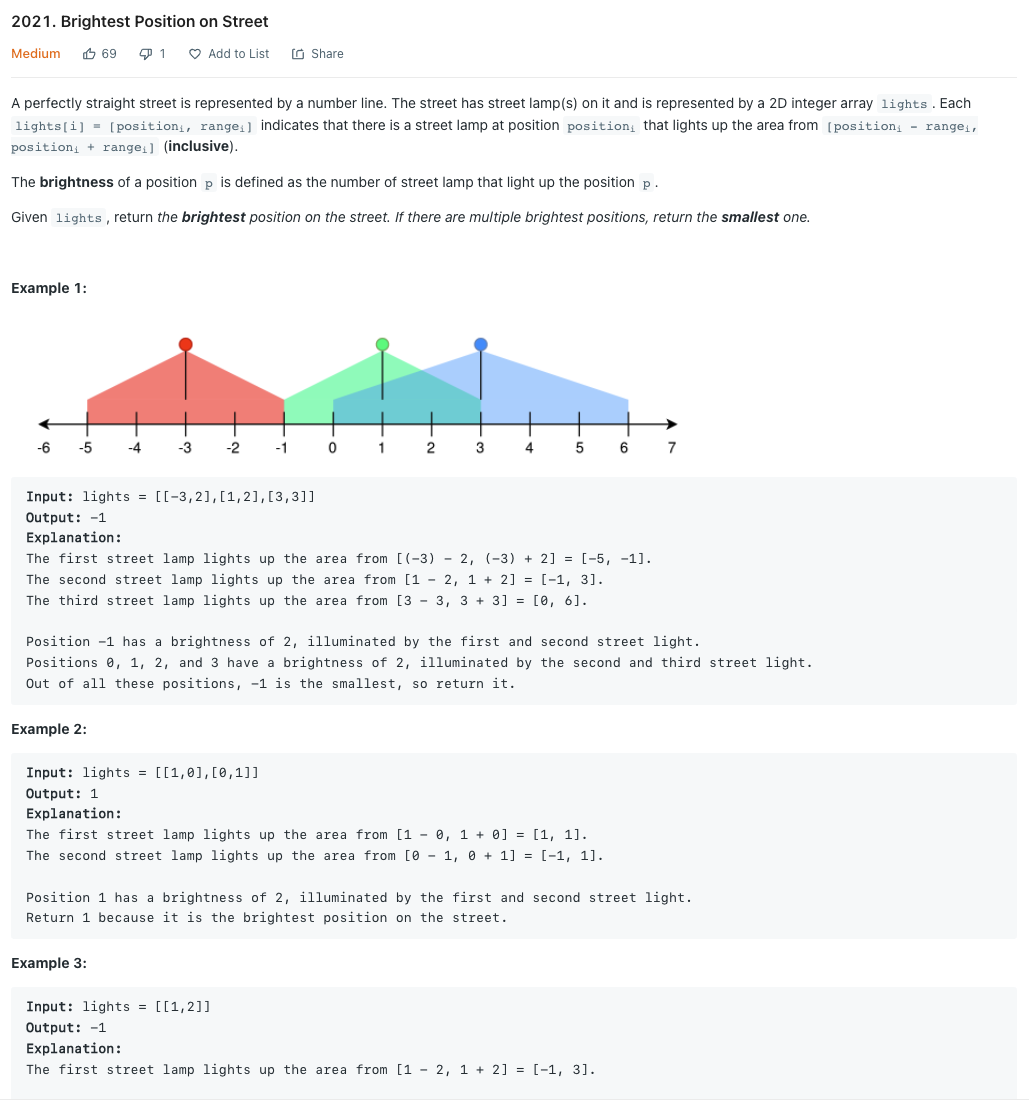 2021. Brightest Position on Street
Medium 69 1 Add to List Share
A perfectly straight street is represented by a number line. The street has street lamp(s) on it and is represented by a 2D integer array lights . Each
lights[i] = [positionᵢ, rangeᵢ] indicates that there is a street lamp at position positionᵢ that lights up the area from [positionᵢ - rangeᵢ,
positionᵢ + rangeᵢ] (inclusive).
The brightness of a position p is defined as the number of street lamp that light up the position p .
Given lights , return the brightest position on the street. If there are multiple brightest positions, return the smallest one.
Example 1:
-6 -5 -4 -3 -2 -1 0 1 2 3 4 5 6 7
Input: lights = [[-3,2],[1,2],[3,3]]
Output: -1
Explanation:
The first street lamp lights up the area from [(-3) - 2, (-3) + 2] = [-5, -1].
The second street lamp lights up the area from [1 - 2, 1 + 2] = [-1, 3].
The third street lamp lights up the area from [3 - 3, 3 + 3] = [0, 6].
Position -1 has a brightness of 2, illuminated by the first and second street light.
Positions 0, 1, 2, and 3 have a brightness of 2, illuminated by the second and third street light.
Out of all these positions, -1 is the smallest, so return it.
Example 2:
Input: lights = [[1,0],[0,1]]
Output: 1
Explanation:
The first street lamp lights up the area from [1 - 0, 1 + 0] = [1, 1].
The second street lamp lights up the area from [0 - 1, 0 + 1] = [-1, 1].
Position 1 has a brightness of 2, illuminated by the first and second street light.
Return 1 because it is the brightest position on the street.
Example 3:
Input: lights = [[1,2]]
Output: -1
Explanation:
The first street lamp lights up the area from [1 - 2, 1 + 2] = [-1, 3].